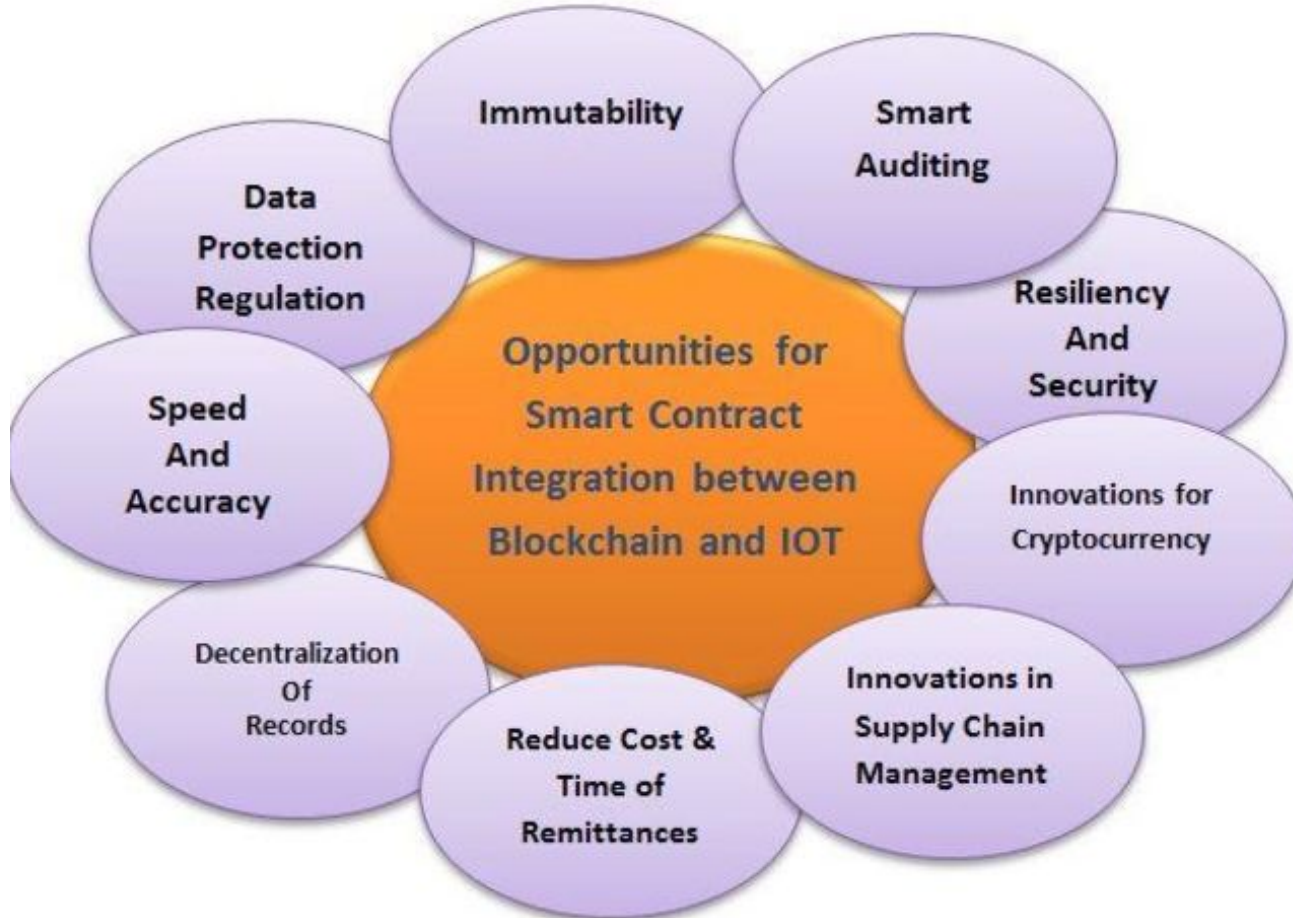 Immutability
Smart
Auditing
Data
Protection
Regulation
Resiliency
And
Security
Opportunities for
Smart Contract
Integration between
Blockchain and IOT
Speed
And
Accuracy
Innovations for
Cryptocurrency
Decentralization
Of
Records
Innovations in
Supply Chain
Management
Reduce Cost &
Time of
Remittances